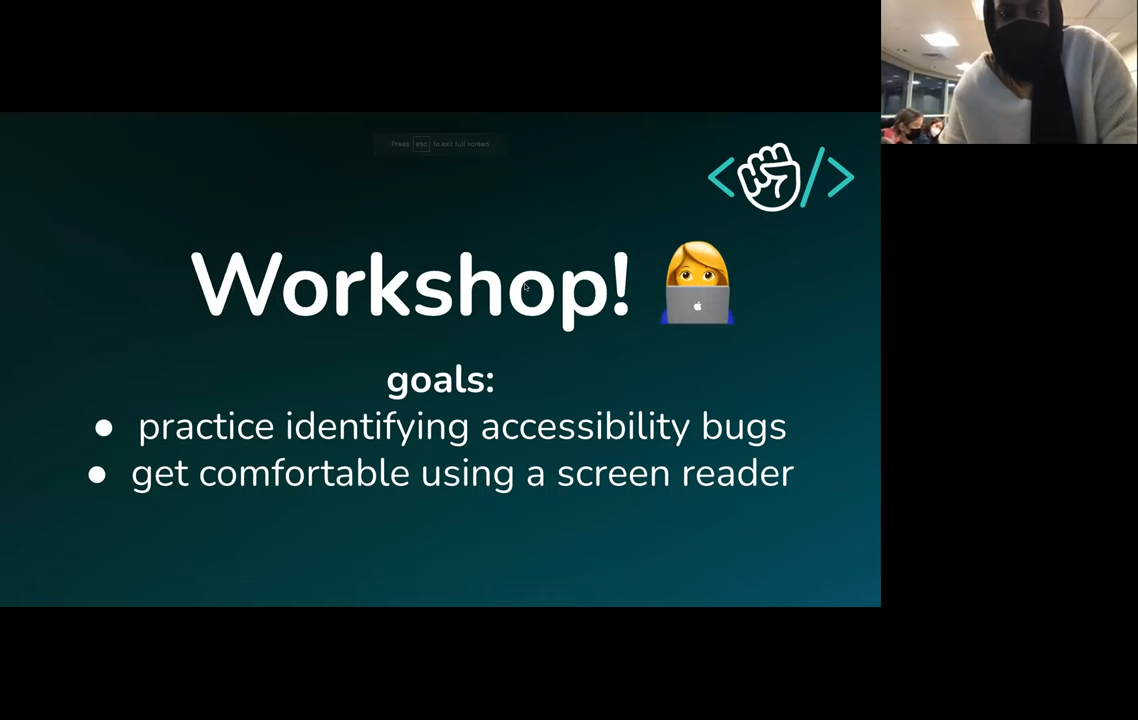 Press esc to exit full screen
Workshop!
goals:
● practice identifying accessibility bugs
● get comfortable using a screen reader